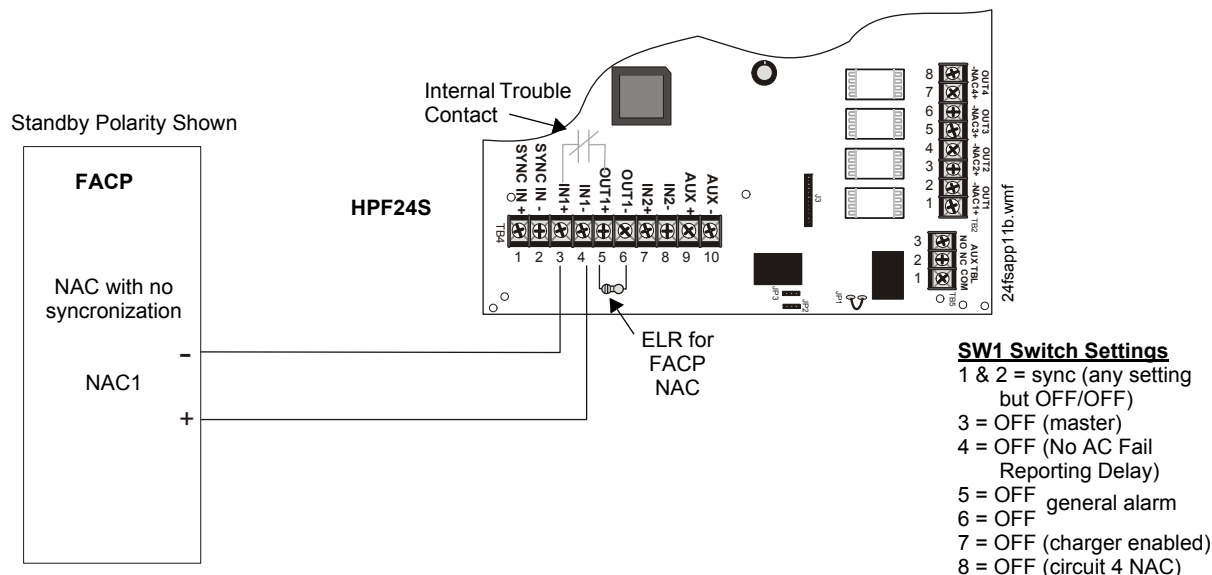 Standby Polarity Shown
FACP
NAC with no
syncronization
NAC1
-
+
HPF24S
Internal Trouble
Contact
SYNC IN +
SYNC IN -
IN1+
IN1-
OUT1+
OUT1-
IN2+
IN2-
AUX +
AUX -
TB4
1 2 3 4 5 6 7 8 9 10
ELR for
FACP
NAC
J3
JP3
JP2
JP1
8
7
6
5
4
3
2
1
OUT4
-NAC4+
OUT3
-NAC3+
OUT2
-NAC2+
OUT1
-NAC1+
TB2
3
2
1
AUX TBL
NO NC COM
TB5
24fsapp11b.wmf
SW1 Switch Settings
1 & 2 = sync (any setting
but OFF/OFF)
3 = OFF (master)
4 = OFF (No AC Fail
Reporting Delay)
5 = OFF
general alarm
6 = OFF
7 = OFF (charger enabled)
8 = OFF (circuit 4 NAC)